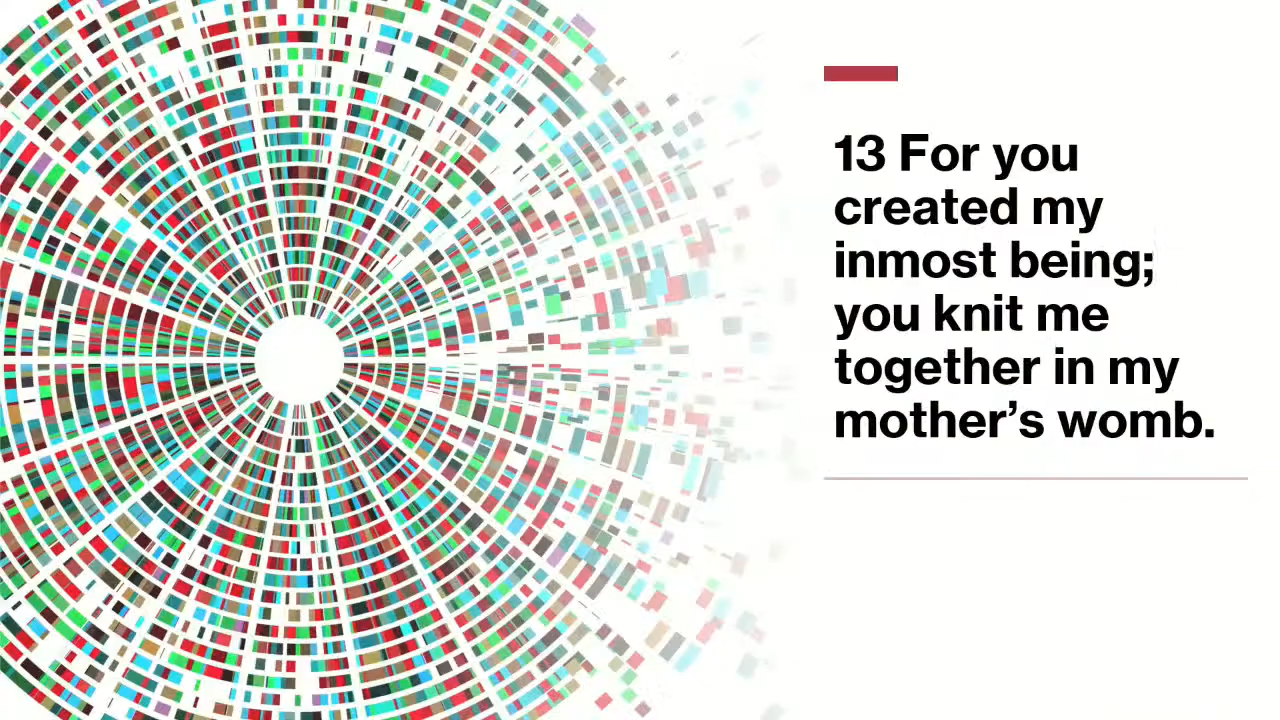 13 For you
created my
inmost being;
you knit me
together in my
mother’s womb.